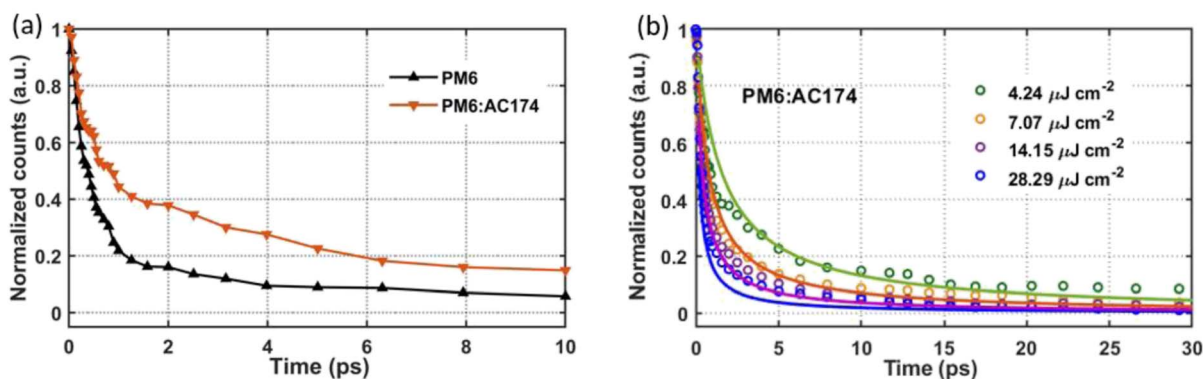 (a)
Normalized counts (a.u.)
1
0.8
0.6
0.4
0.2
0
0 2 4 6 8 10
Time (ps)
PM6
PM6:AC174
(b)
Normalized counts (a.u.)
1
0.8
0.6
0.4
0.2
0
0 5 10 15 20 25 30
Time (ps)
PM6:AC174
4.24 μJ cm⁻²
7.07 μJ cm⁻²
14.15 μJ cm⁻²
28.29 μJ cm⁻²